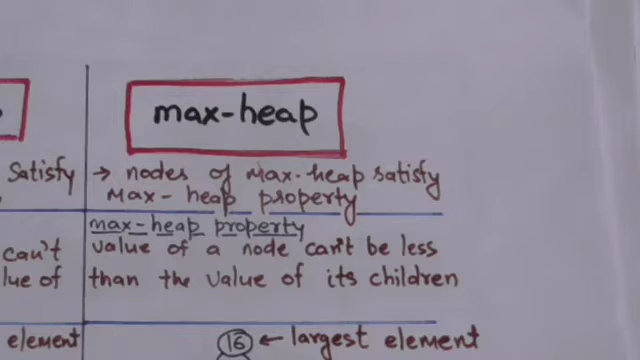 max-heap
Satisfy → nodes of Max-heap satisfy
Max-heap property
max-heap property
can't value of a node can't be less
lue of than the value of its children
element 16 ← largest element